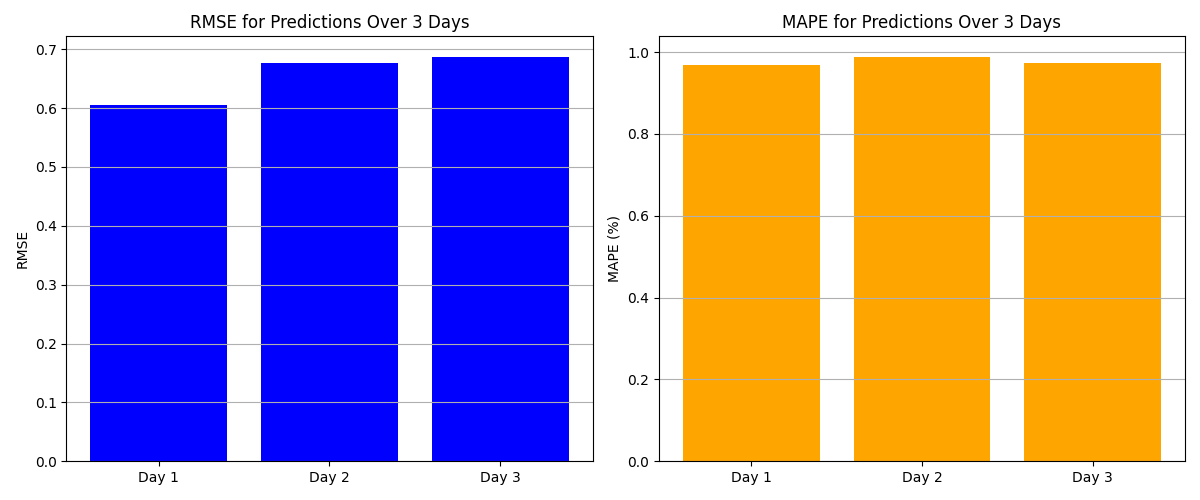 RMSE for Predictions Over 3 Days
0.7
0.6
0.5
0.4
0.3
0.2
0.1
0.0
RMSE
Day 1 Day 2 Day 3
MAPE for Predictions Over 3 Days
1.0
0.8
0.6
0.4
0.2
0.0
MAPE (%)
Day 1 Day 2 Day 3